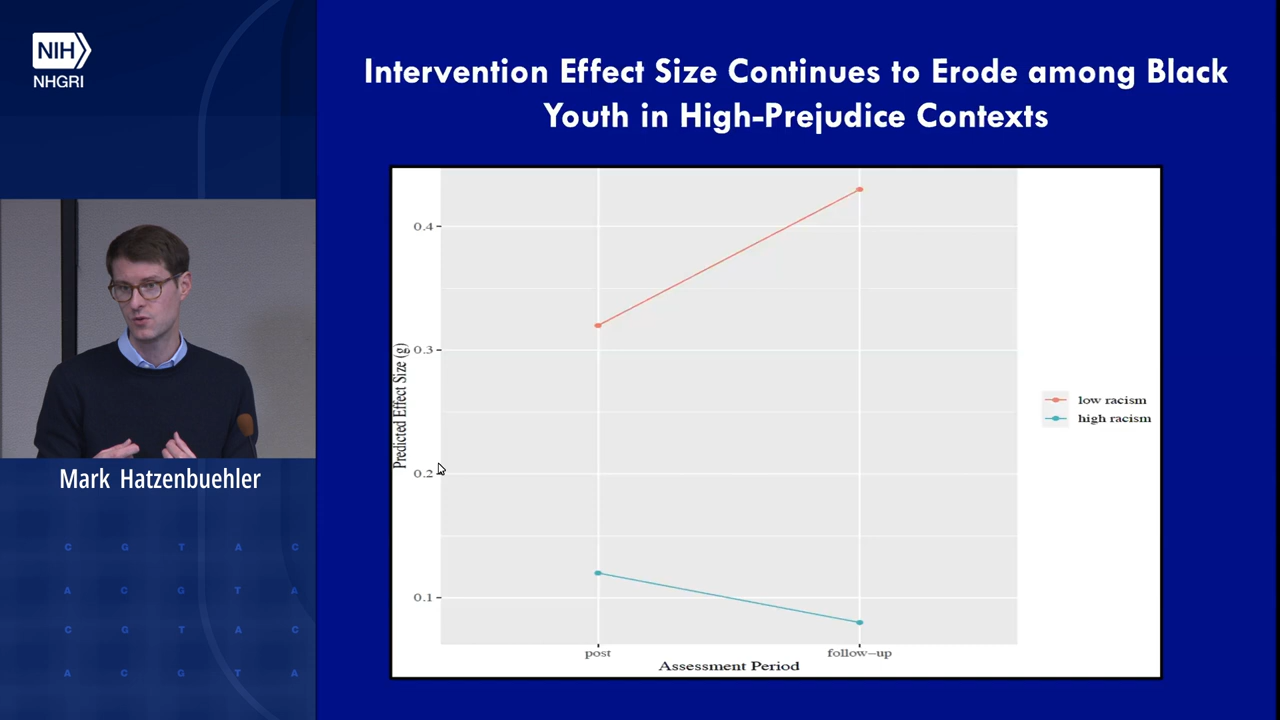 NIH
NHGRI
Intervention Effect Size Continues to Erode among Black
Youth in High-Prejudice Contexts
0.4
0.3
0.2
0.1
Predicted Effect Size (g)
low racism
high racism
post
follow-up
Assessment Period
Mark Hatzenbuehler
C G T A C
A C G T A
C G T A C
A C G T A